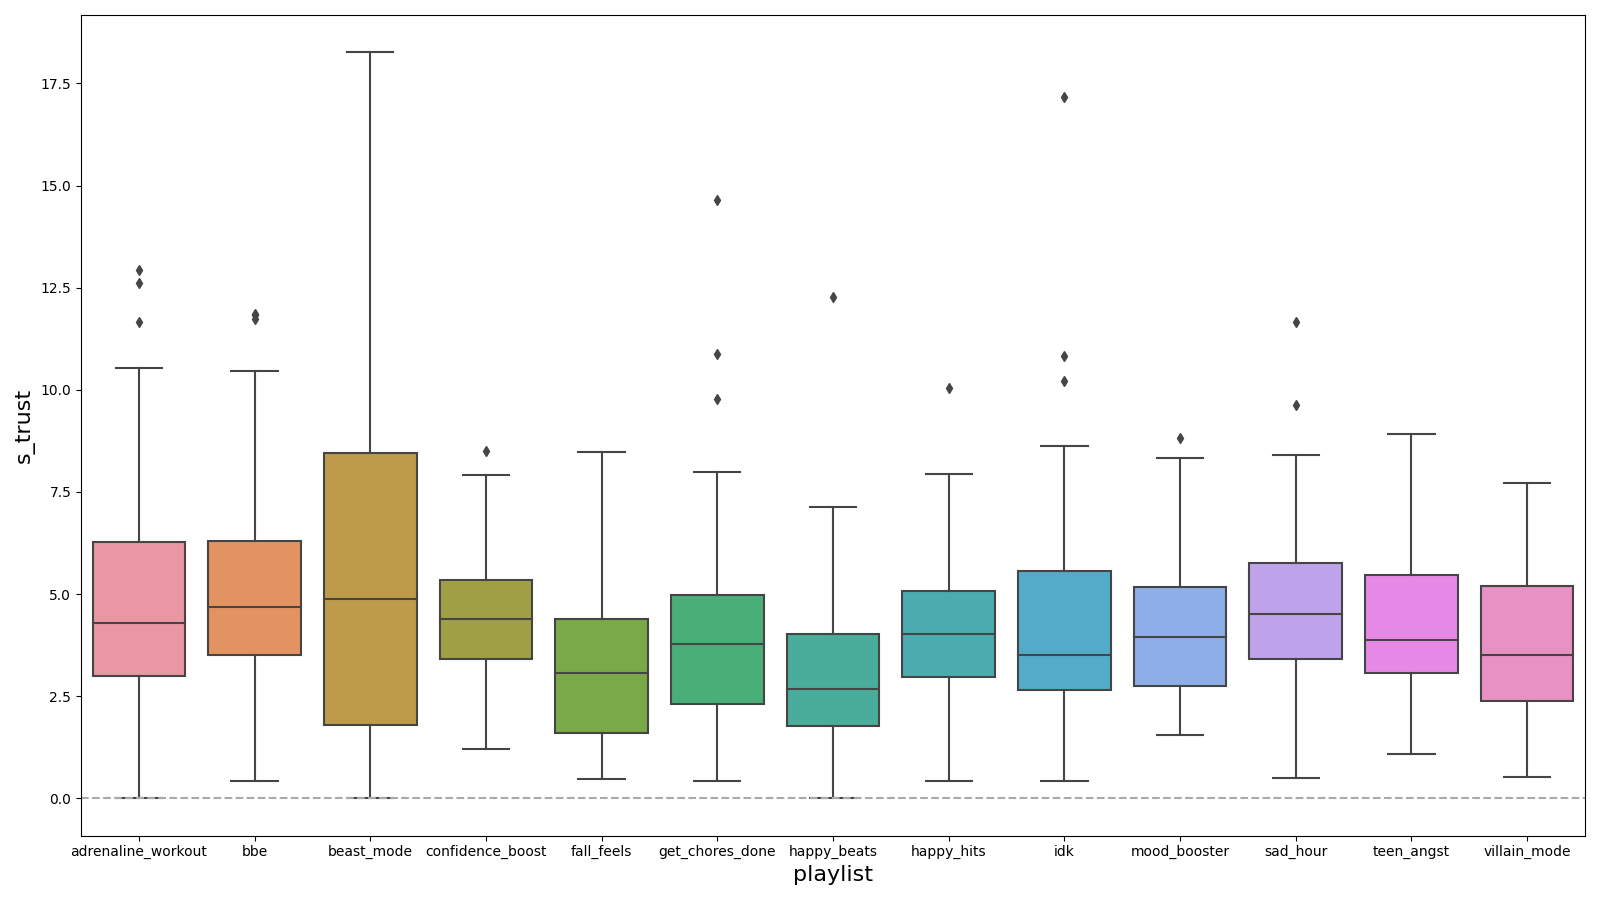 s_trust
17.5
15.0
12.5
10.0
7.5
5.0
2.5
0.0
adrenaline_workout bbe beast_mode confidence_boost fall_feels get_chores_done happy_beats happy_hits idk mood_booster sad_hour teen_angst villain_mode
playlist